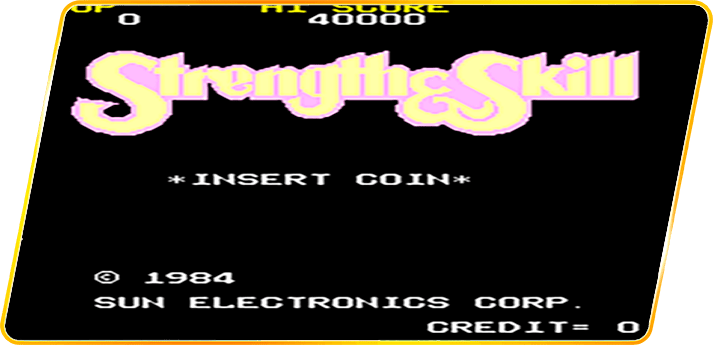 UP HI SCORE
0 40000
Strength & Skill
*INSERT COIN*
© 1984
SUN ELECTRONICS CORP.
CREDIT= 0